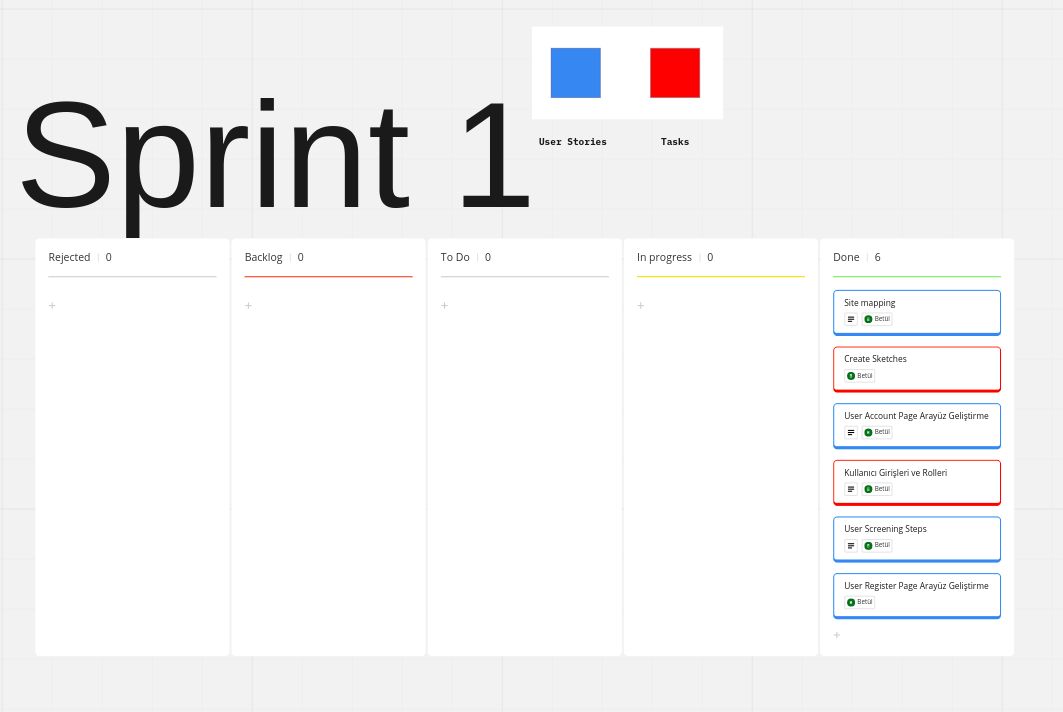 Sprint 1
User Stories
Tasks
Rejected 0
Backlog 0
To Do 0
In progress 0
Done 6
Site mapping
Betül
Create Sketches
Betül
User Account Page Arayüz Geliştirme
Betül
Kullanıcı Girişleri ve Rolleri
Betül
User Screening Steps
Betül
User Register Page Arayüz Geliştirme
Betül